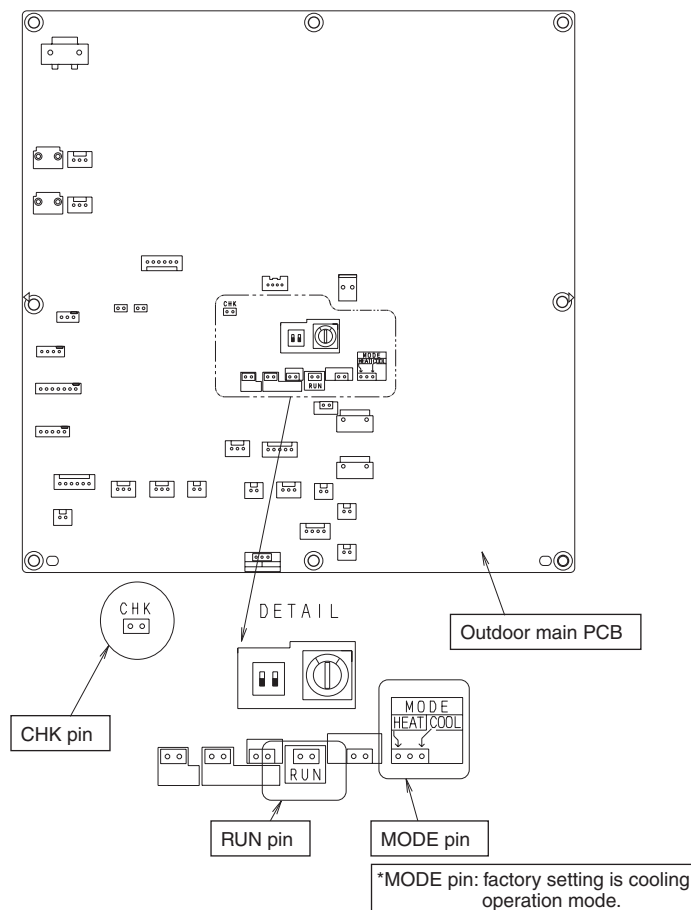 CHK
MODE
HEAT COOL
RUN
CHK
DETAIL
Outdoor main PCB
MODE
HEAT COOL
CHK pin
RUN
RUN pin
MODE pin
*MODE pin: factory setting is cooling
operation mode.